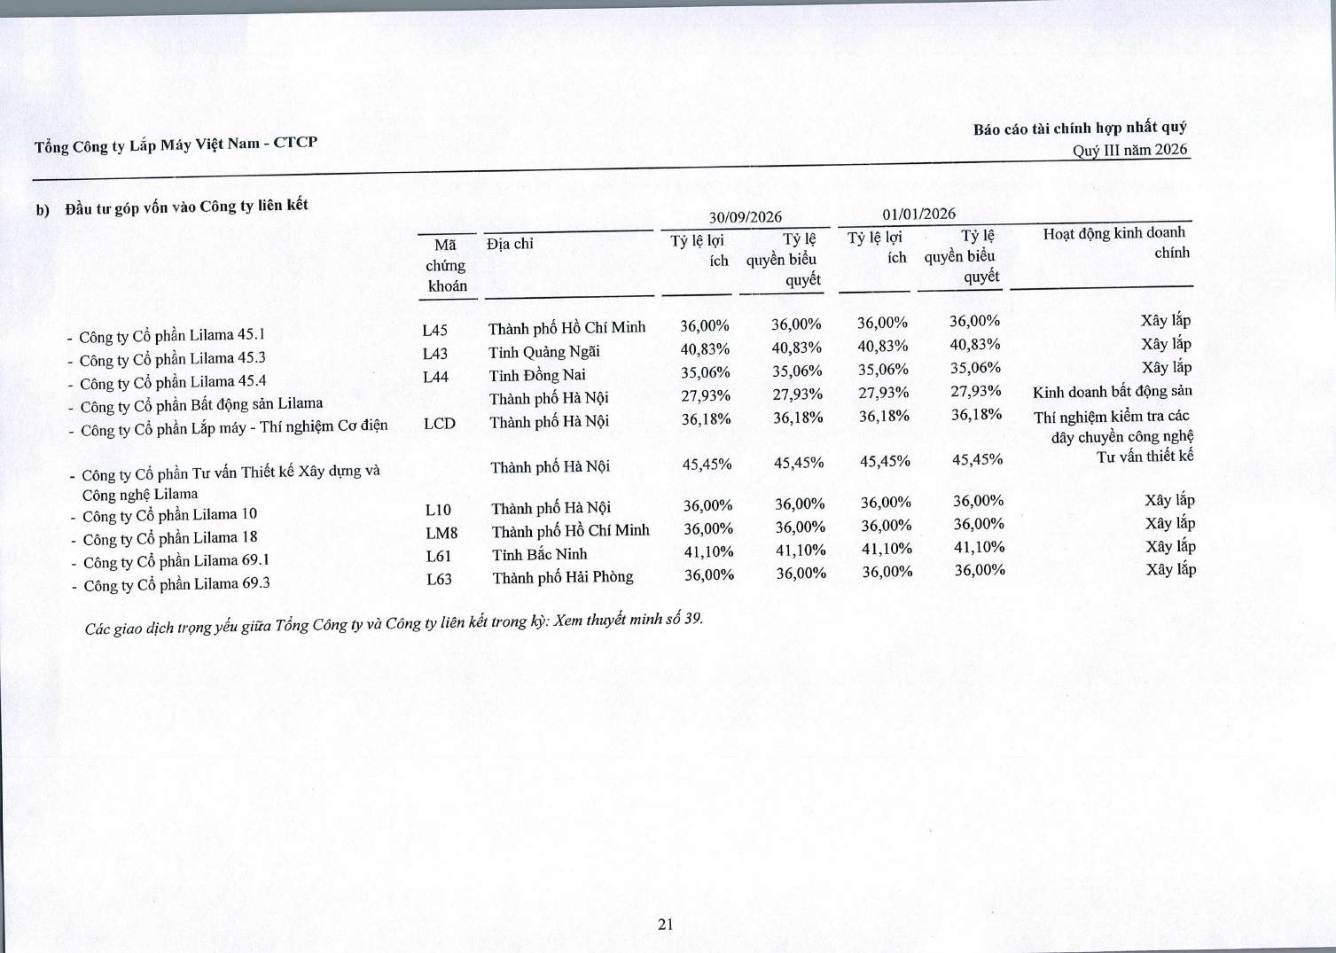 Tổng Công ty Lắp Máy Việt Nam - CTCP
Báo cáo tài chính hợp nhất quý
Quý III năm 2026
b) Đầu tư góp vốn vào Công ty liên kết
30/09/2026 01/01/2026
Mã chứng khoán
Địa chỉ
Tỷ lệ lợi ích
Tỷ lệ quyền biểu quyết
Tỷ lệ lợi ích
Tỷ lệ quyền biểu quyết
Hoạt động kinh doanh chính
- Công ty Cổ phần Lilama 45.1 L45 Thành phố Hồ Chí Minh 36,00% 36,00% 36,00% 36,00% Xây lắp
- Công ty Cổ phần Lilama 45.3 L43 Tỉnh Quảng Ngãi 40,83% 40,83% 40,83% 40,83% Xây lắp
- Công ty Cổ phần Lilama 45.4 L44 Tỉnh Đồng Nai 35,06% 35,06% 35,06% 35,06% Xây lắp
- Công ty Cổ phần Bất động sản Lilama Thành phố Hà Nội 27,93% 27,93% 27,93% 27,93% Kinh doanh bất động sản
- Công ty Cổ phần Lắp máy - Thí nghiệm Cơ điện LCD Thành phố Hà Nội 36,18% 36,18% 36,18% 36,18% Thí nghiệm kiểm tra các
dây chuyền công nghệ
- Công ty Cổ phần Tư vấn Thiết kế Xây dựng và Thành phố Hà Nội 45,45% 45,45% 45,45% 45,45% Tư vấn thiết kế
Công nghệ Lilama
- Công ty Cổ phần Lilama 10 L10 Thành phố Hà Nội 36,00% 36,00% 36,00% 36,00% Xây lắp
- Công ty Cổ phần Lilama 18 LM8 Thành phố Hồ Chí Minh 36,00% 36,00% 36,00% 36,00% Xây lắp
- Công ty Cổ phần Lilama 69.1 L61 Tỉnh Bắc Ninh 41,10% 41,10% 41,10% 41,10% Xây lắp
- Công ty Cổ phần Lilama 69.3 L63 Thành phố Hải Phòng 36,00% 36,00% 36,00% 36,00% Xây lắp
Các giao dịch trọng yếu giữa Tổng Công ty và Công ty liên kết trong kỳ: Xem thuyết minh số 39.
21